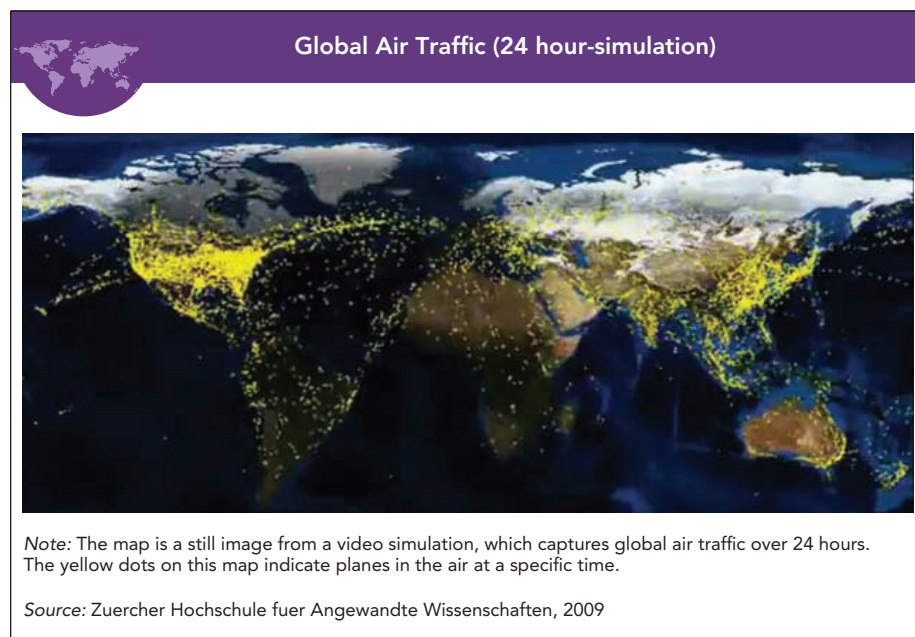 Global Air Traffic (24 hour-simulation)
Note: The map is a still image from a video simulation, which captures global air traffic over 24 hours.
The yellow dots on this map indicate planes in the air at a specific time.
Source: Zuercher Hochschule fuer Angewandte Wissenschaften, 2009